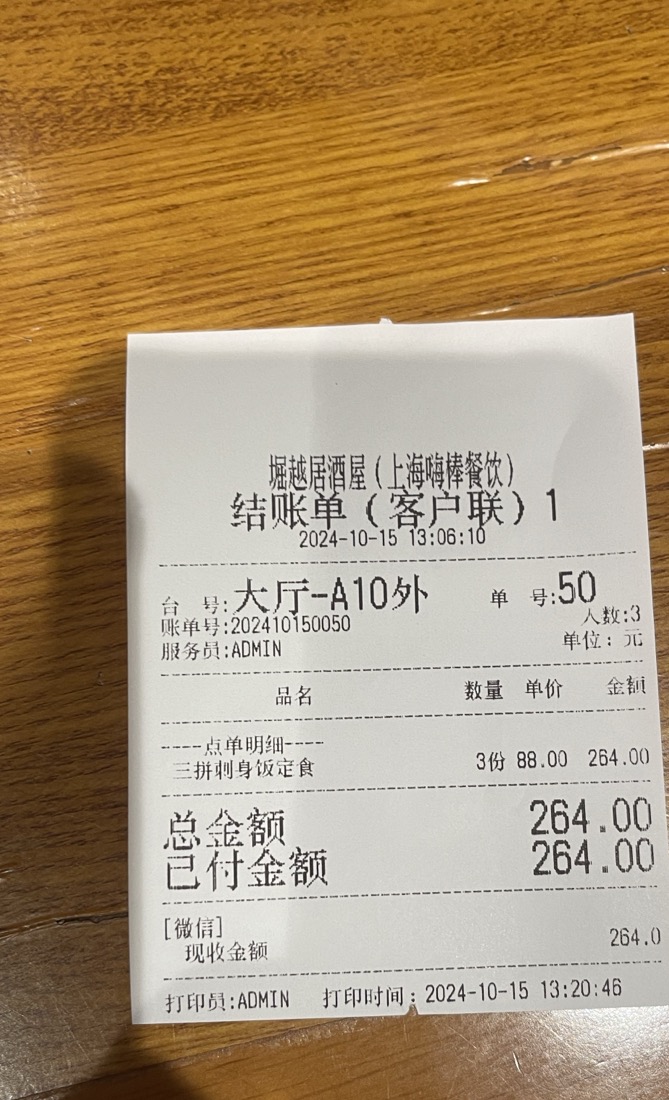 堀越居酒屋(上海嗨棒餐饮)
结账单(客户联)1
2024-10-15 13:06:10
台 号:大厅-A10外 单 号:50
账单号:202410150050 人数:3
服务员:ADMIN 单位:元
品名 数量 单价 金额
----点单明细----
三拼刺身饭定食 3份 88.00 264.00
总金额 264.00
已付金额 264.00
[微信]
现收金额 264.0
打印员:ADMIN 打印时间:2024-10-15 13:20:46